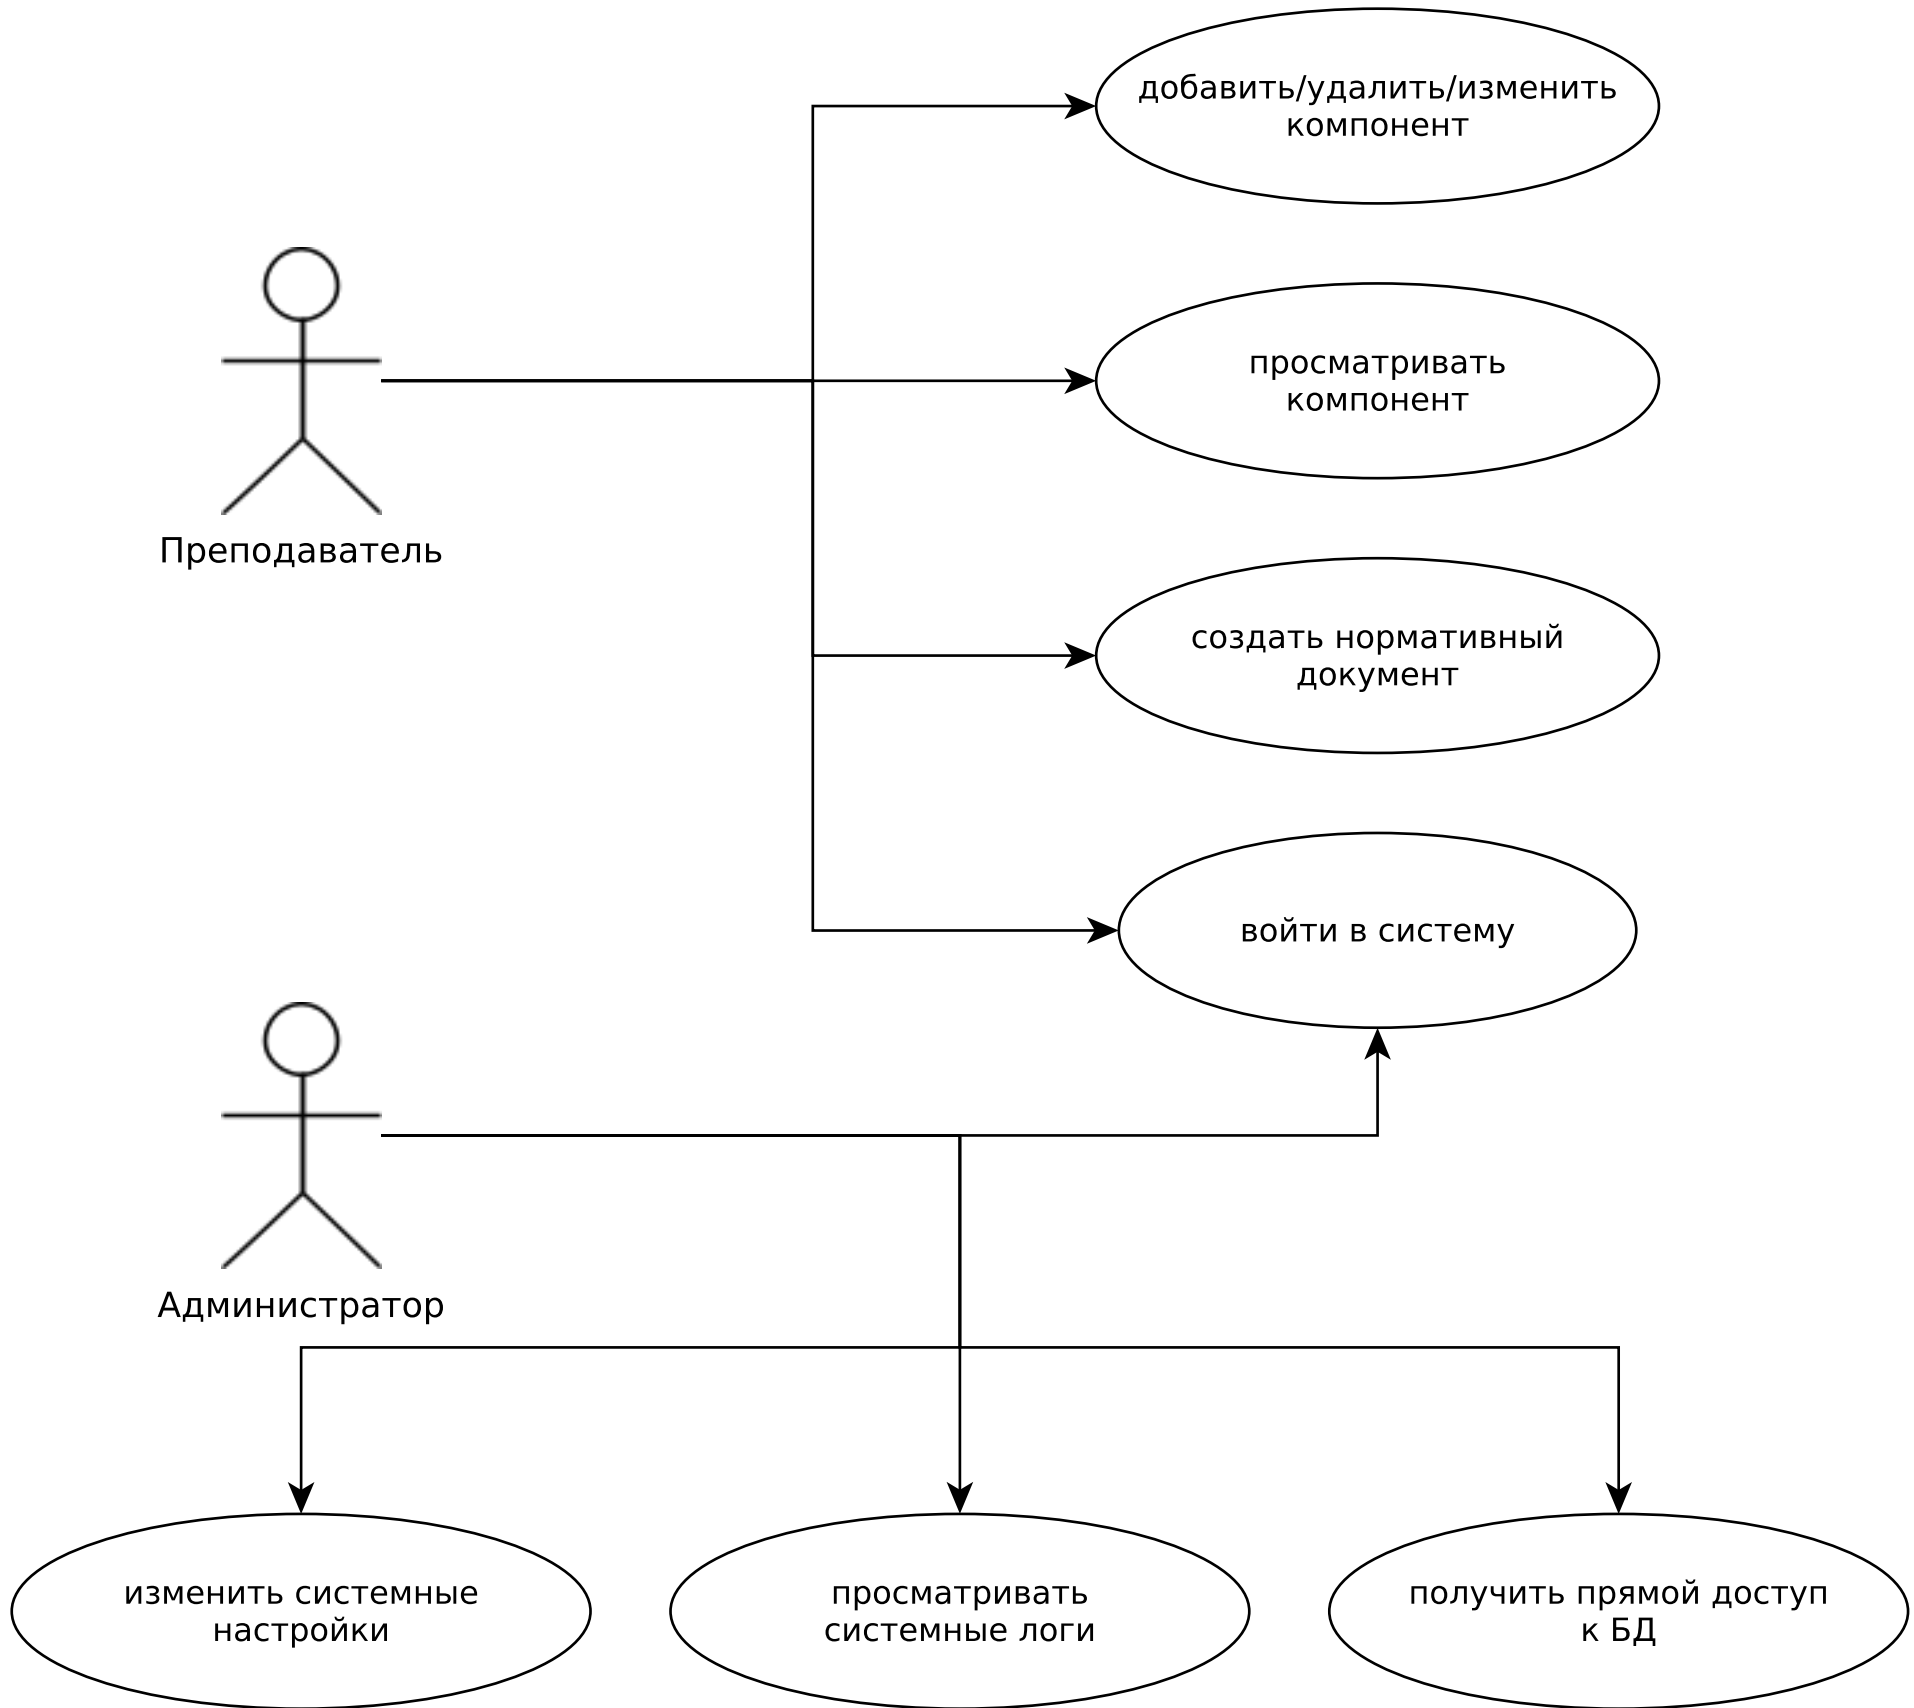 добавить/удалить/изменить
компонент
просматривать
компонент
Преподаватель
создать нормативный
документ
войти в систему
Администратор
изменить системные
настройки
просматривать
системные логи
получить прямой доступ
к БД